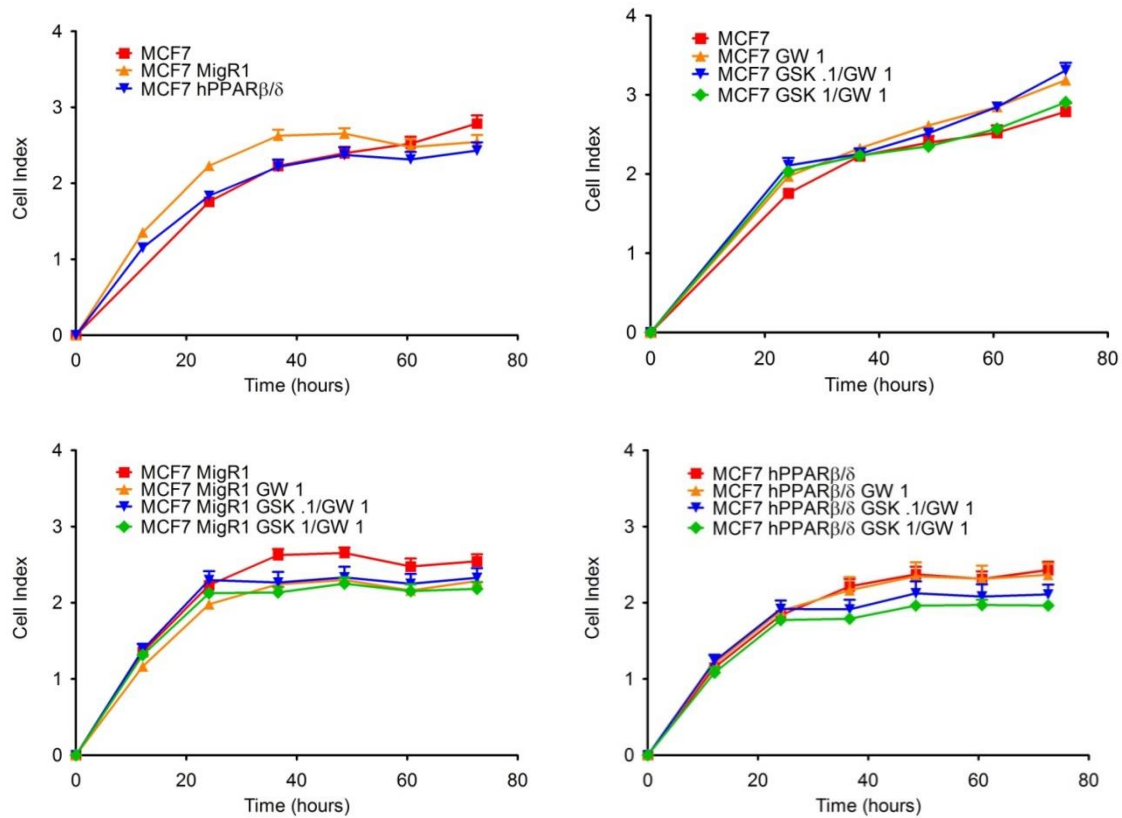 4
3
2
1
0
Cell Index
MCF7
MCF7 MigR1
MCF7 hPPARβ/δ
0 20 40 60 80
Time (hours)
4
3
2
1
0
Cell Index
MCF7
MCF7 GW 1
MCF7 GSK .1/GW 1
MCF7 GSK 1/GW 1
0 20 40 60 80
Time (hours)
4
3
2
1
0
Cell Index
MCF7 MigR1
MCF7 MigR1 GW 1
MCF7 MigR1 GSK .1/GW 1
MCF7 MigR1 GSK 1/GW 1
0 20 40 60 80
Time (hours)
4
3
2
1
0
Cell Index
MCF7 hPPARβ/δ
MCF7 hPPARβ/δ GW 1
MCF7 hPPARβ/δ GSK .1/GW 1
MCF7 hPPARβ/δ GSK 1/GW 1
0 20 40 60 80
Time (hours)